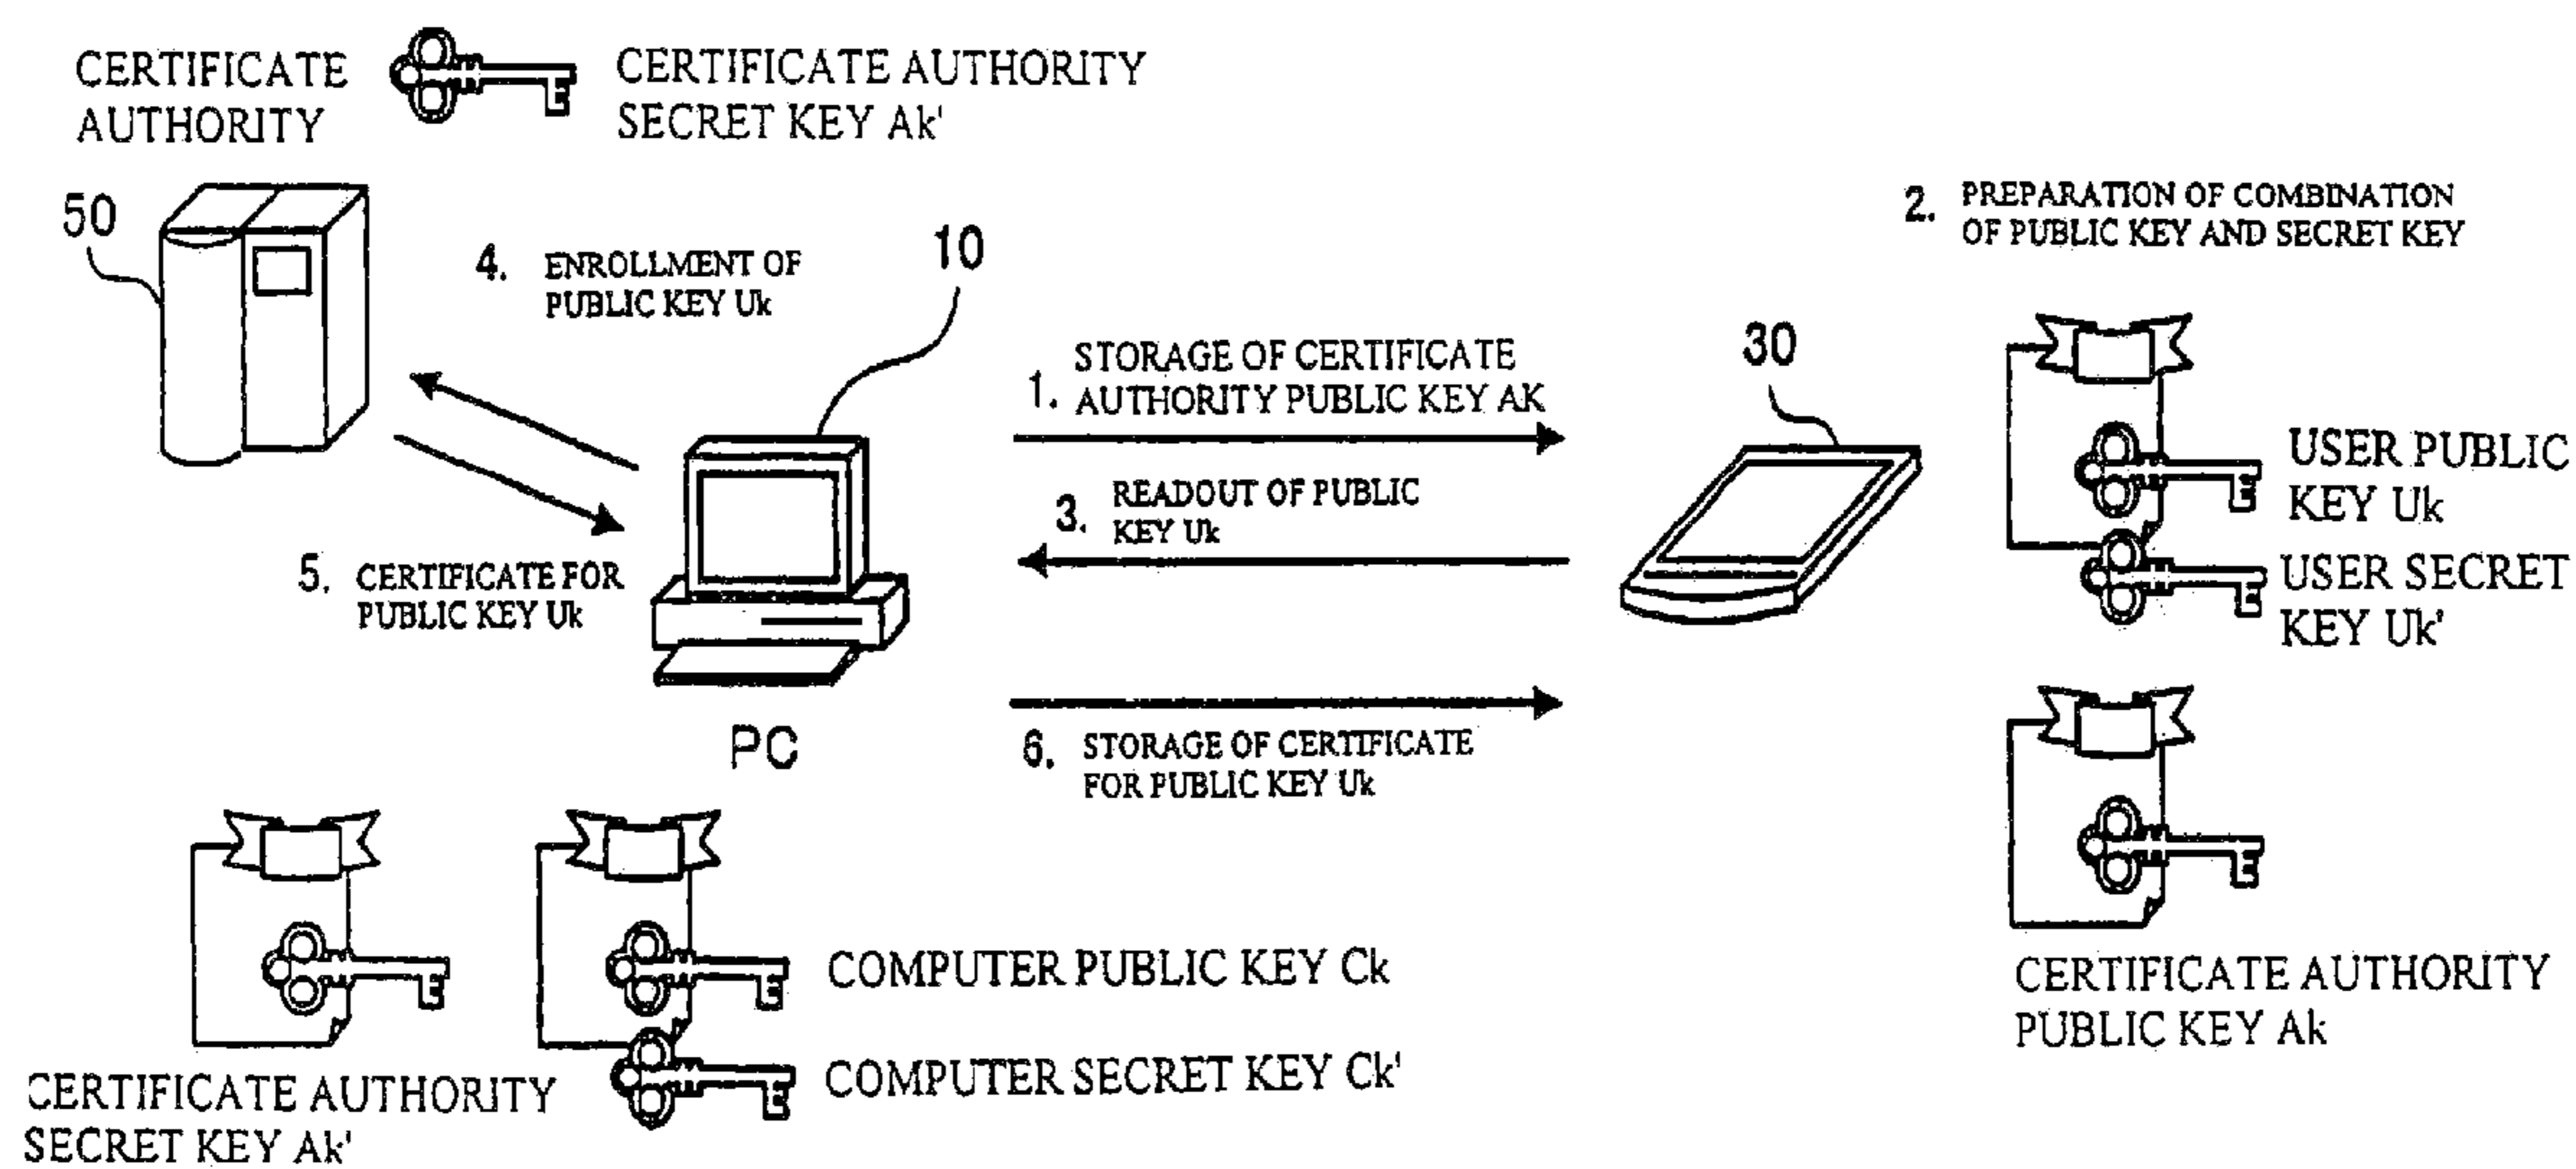 CERTIFICATE
AUTHORITY
CERTIFICATE AUTHORITY
SECRET KEY Ak'
50
4. ENROLLMENT OF
PUBLIC KEY Uk
10
2. PREPARATION OF COMBINATION
OF PUBLIC KEY AND SECRET KEY
1. STORAGE OF CERTIFICATE
AUTHORITY PUBLIC KEY AK
30
3. READOUT OF PUBLIC
KEY Uk
USER PUBLIC
KEY Uk
USER SECRET
KEY Uk'
5. CERTIFICATE FOR
PUBLIC KEY Uk
PC
6. STORAGE OF CERTIFICATE
FOR PUBLIC KEY Uk
CERTIFICATE AUTHORITY
SECRET KEY Ak'
COMPUTER PUBLIC KEY Ck
COMPUTER SECRET KEY Ck'
CERTIFICATE AUTHORITY
PUBLIC KEY Ak